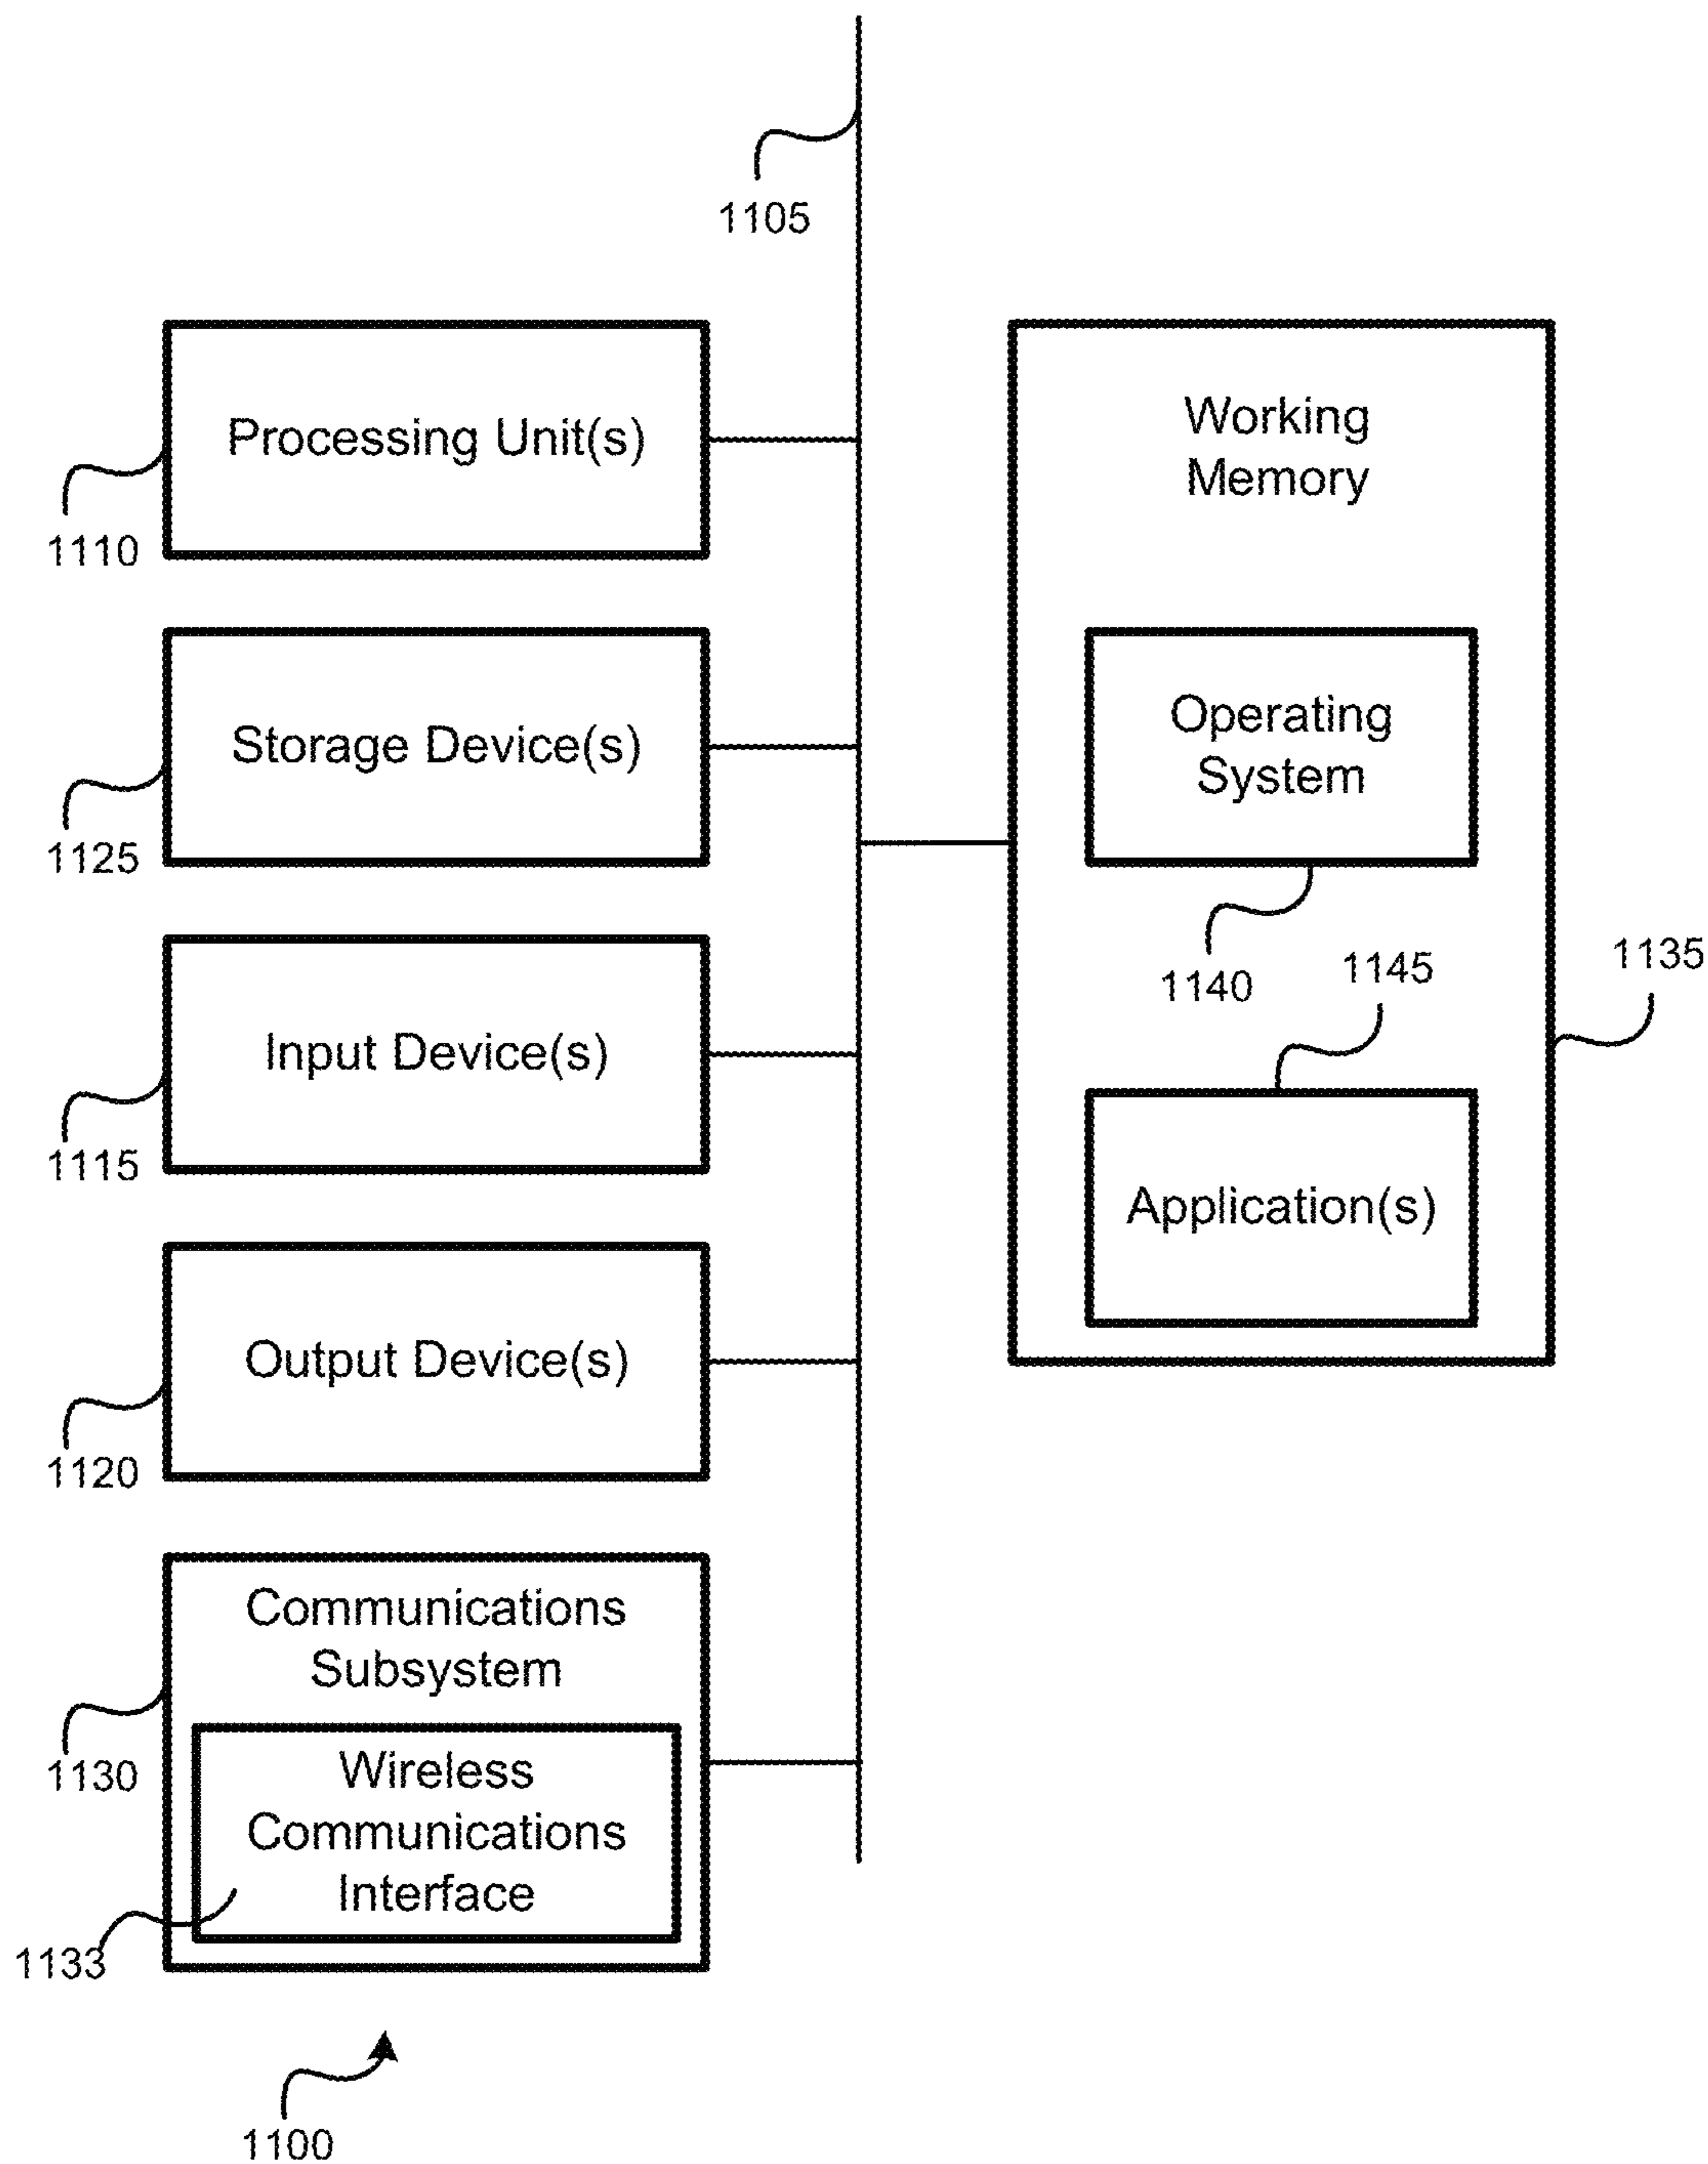 1105
Processing Unit(s)
1110
Storage Device(s)
1125
Input Device(s)
1115
Output Device(s)
1120
Communications
Subsystem
1130
Wireless
Communications
Interface
1133
Working
Memory
Operating
System
1140
1145
1135
Application(s)
1100